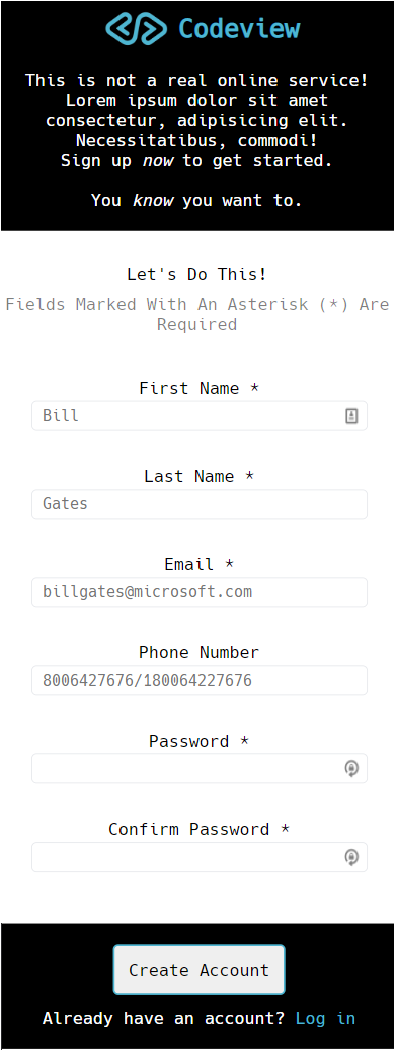 Codeview
This is not a real online service!
Lorem ipsum dolor sit amet
consectetur, adipisicing elit.
Necessitatibus, commodi!
Sign up now to get started.
You know you want to.
Let's Do This!
Fields Marked With An Asterisk (*) Are
Required
First Name *
Bill
Last Name *
Gates
Email *
billgates@microsoft.com
Phone Number
8006427676/180064227676
Password *
Confirm Password *
Create Account
Already have an account? Log in